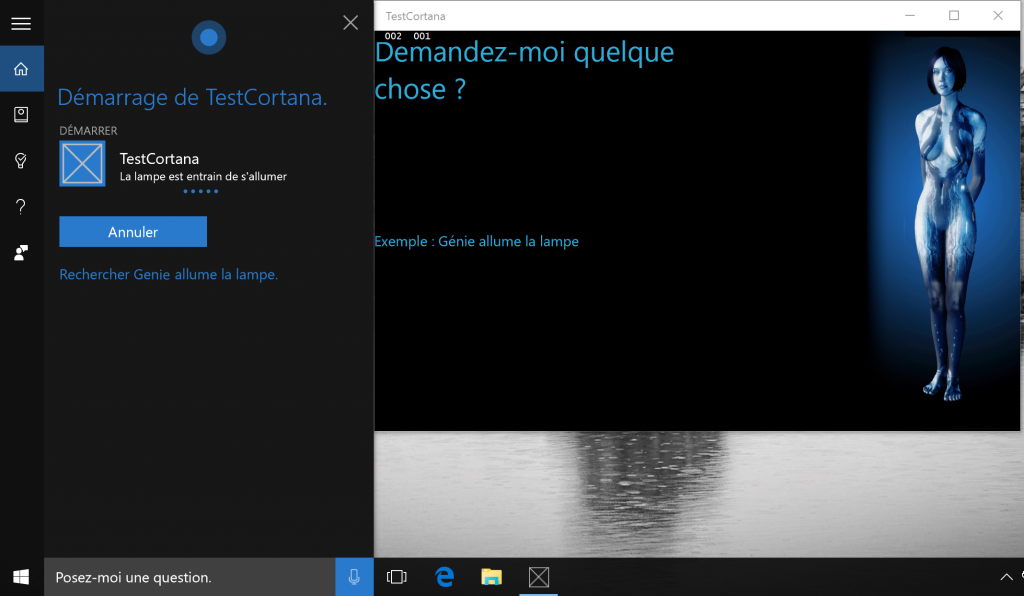 Démarrage de TestCortana.
DÉMARRER
TestCortana
La lampe est entrain de s'allumer
Annuler
Rechercher Genie allume la lampe.
Posez-moi une question.
TestCortana
002 001
Demandez-moi quelque
chose ?
Exemple : Génie allume la lampe